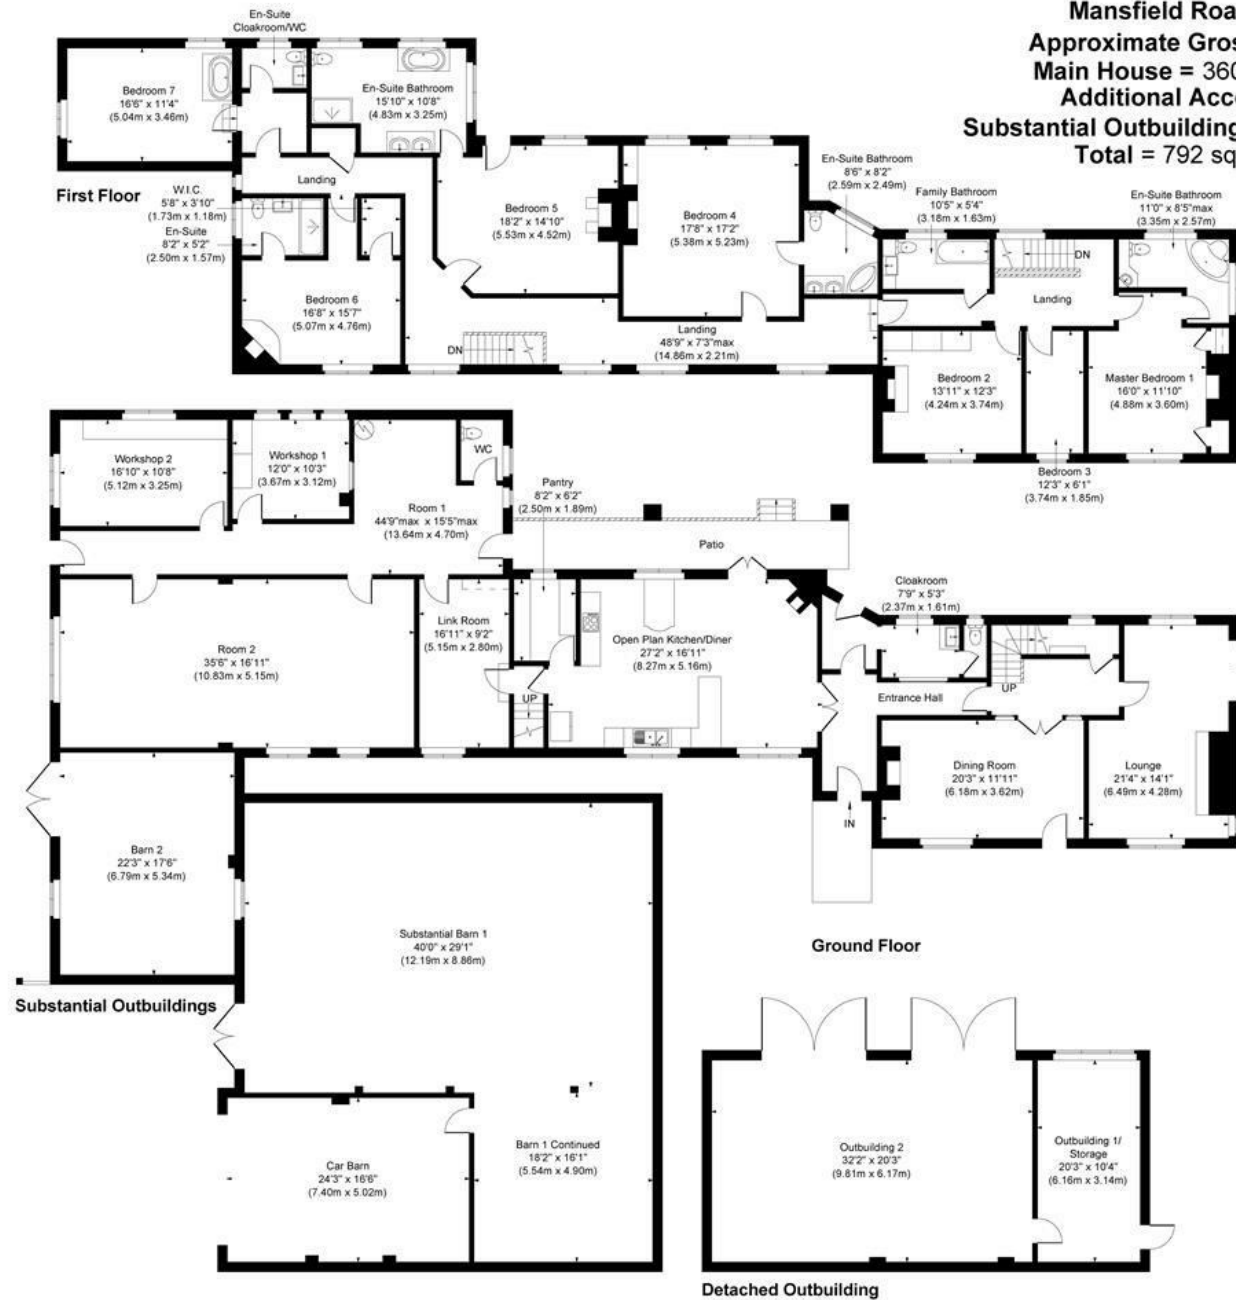 Mansfield Roa
Approximate Gros
Main House = 360
Additional Acc
Substantial Outbuilding
Total = 792 sq
En-Suite
Cloakroom/WC
Bedroom 7
16'6" x 11'4"
(5.04m x 3.46m)
En-Suite Bathroom
15'10" x 10'8"
(4.83m x 3.25m)
First Floor
W.I.C.
5'8" x 3'10"
(1.73m x 1.18m)
En-Suite
8'2" x 5'2"
(2.50m x 1.57m)
Landing
Bedroom 5
18'2" x 14'10"
(5.53m x 4.52m)
Bedroom 4
17'8" x 17'2"
(5.38m x 5.23m)
En-Suite Bathroom
8'6" x 8'2"
(2.59m x 2.49m)
Family Bathroom
10'5" x 5'4"
(3.18m x 1.63m)
En-Suite Bathroom
11'0" x 8'5"max
(3.35m x 2.57m)
DN
Landing
Bedroom 6
16'8" x 15'7"
(5.07m x 4.76m)
DN
Landing
48'9" x 7'3"max
(14.86m x 2.21m)
Bedroom 2
13'11" x 12'3"
(4.24m x 3.74m)
Master Bedroom 1
16'0" x 11'10"
(4.88m x 3.60m)
Bedroom 3
12'3" x 6'1"
(3.74m x 1.85m)
Workshop 2
16'10" x 10'8"
(5.12m x 3.25m)
Workshop 1
12'0" x 10'3"
(3.67m x 3.12m)
WC
Pantry
8'2" x 6'2"
(2.50m x 1.89m)
Room 1
44'9"max x 15'5"max
(13.64m x 4.70m)
Patio
Cloakroom
7'9" x 5'3"
(2.37m x 1.61m)
Room 2
35'6" x 16'11"
(10.83m x 5.15m)
Link Room
16'11" x 9'2"
(5.15m x 2.80m)
UP
Open Plan Kitchen/Diner
27'2" x 16'11"
(8.27m x 5.16m)
Entrance Hall
UP
Dining Room
20'3" x 11'11"
(6.18m x 3.62m)
Lounge
21'4" x 14'1"
(6.49m x 4.28m)
IN
Barn 2
22'3" x 17'6"
(6.79m x 5.34m)
Substantial Barn 1
40'0" x 29'1"
(12.19m x 8.86m)
Ground Floor
Substantial Outbuildings
Car Barn
24'3" x 16'6"
(7.40m x 5.02m)
Barn 1 Continued
18'2" x 16'1"
(5.54m x 4.90m)
Outbuilding 2
32'2" x 20'3"
(9.81m x 6.17m)
Outbuilding 1/
Storage
20'3" x 10'4"
(6.16m x 3.14m)
Detached Outbuilding